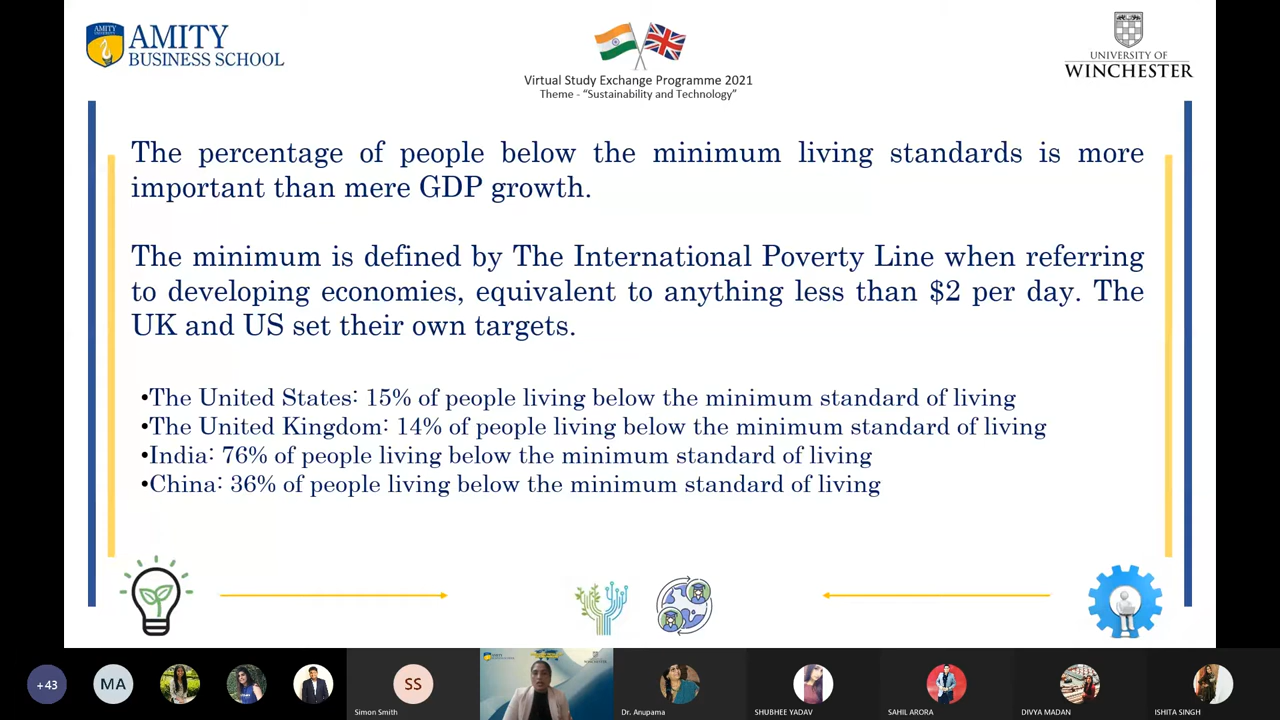 AMITY
BUSINESS SCHOOL
Virtual Study Exchange Programme 2021
Theme - "Sustainability and Technology"
UNIVERSITY OF
WINCHESTER
The percentage of people below the minimum living standards is more
important than mere GDP growth.
The minimum is defined by The International Poverty Line when referring
to developing economies, equivalent to anything less than $2 per day. The
UK and US set their own targets.
•The United States: 15% of people living below the minimum standard of living
•The United Kingdom: 14% of people living below the minimum standard of living
•India: 76% of people living below the minimum standard of living
•China: 36% of people living below the minimum standard of living
+43
MA
SS
Simon Smith
Dr. Anupama
SHUBHEE YADAV
SAHIL ARORA
DIVYA MADAN
ISHITA SINGH